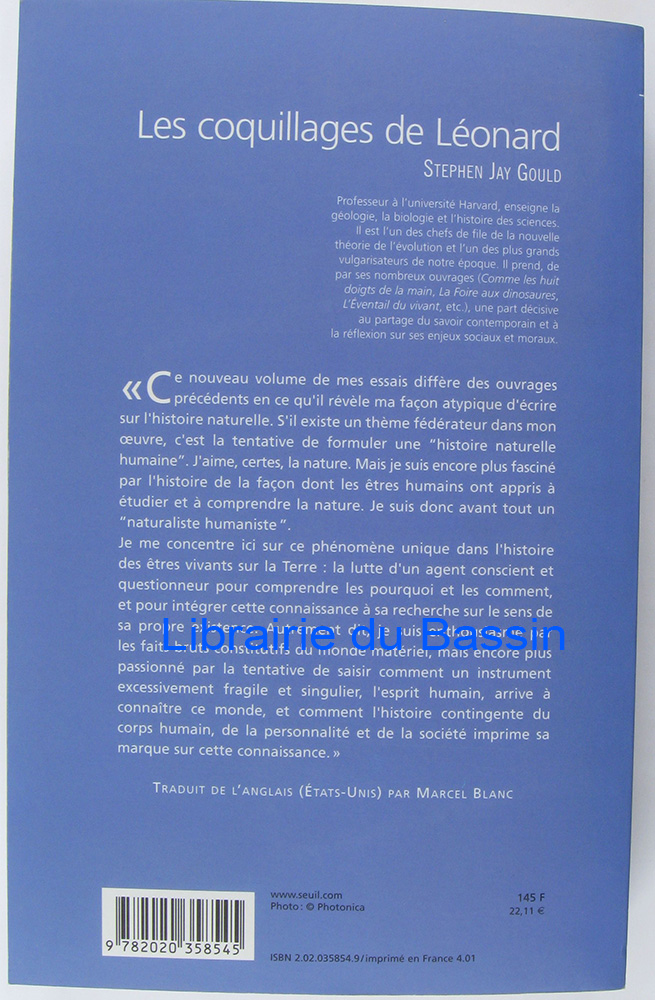 Les coquillages de Léonard
STEPHEN JAY GOULD
Professeur à l'université Harvard, enseigne la
géologie, la biologie et l'histoire des sciences.
Il est l'un des chefs de file de la nouvelle
théorie de l'évolution et l'un des plus grands
vulgarisateurs de notre époque. Il prend, de
par ses nombreux ouvrages (Comme les huit
doigts de la main, La Foire aux dinosaures,
L'Éventail du vivant, etc.), une part décisive
au partage du savoir contemporain et à
la réflexion sur ses enjeux sociaux et moraux.
« Ce nouveau volume de mes essais diffère des ouvrages
précédents en ce qu'il révèle ma façon atypique d'écrire
sur l'histoire naturelle. S'il existe un thème fédérateur dans mon
œuvre, c'est la tentative de formuler une "histoire naturelle
humaine". J'aime, certes, la nature. Mais je suis encore plus fasciné
par l'histoire de la façon dont les êtres humains ont appris à
étudier et à comprendre la nature. Je suis donc avant tout un
"naturaliste humaniste".
Je me concentre ici sur ce phénomène unique dans l'histoire
des êtres vivants sur la Terre : la lutte d'un agent conscient et
questionneur pour comprendre les pourquoi et les comment,
et pour intégrer cette connaissance à sa recherche sur le sens de
sa propre existence. Autrement dit, je suis enthousiasmé par
Librairie du Bassin
les faits bruts constitutifs du monde matériel, mais encore plus
passionné par la tentative de saisir comment un instrument
excessivement fragile et singulier, l'esprit humain, arrive à
connaître ce monde, et comment l'histoire contingente du
corps humain, de la personnalité et de la société imprime sa
marque sur cette connaissance. »
TRADUIT DE L'ANGLAIS (ÉTATS-UNIS) PAR MARCEL BLANC
www.seuil.com
Photo : © Photonica
145 F
22,11 €
9 782020 358545
ISBN 2.02.035854.9/imprimé en France 4.01